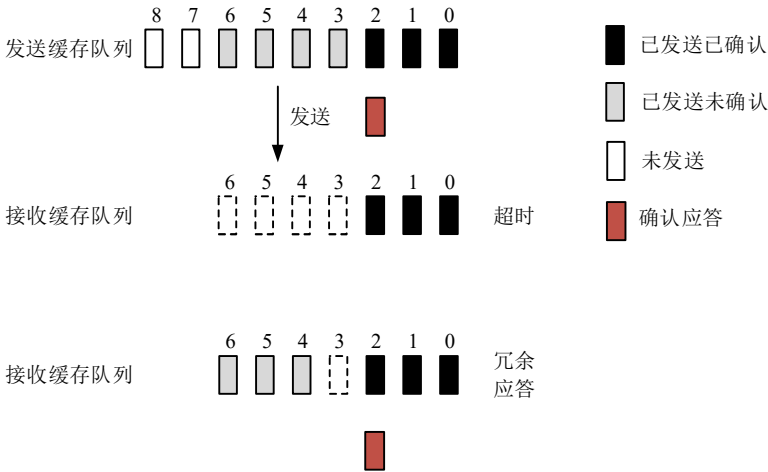 8 7 6 5 4 3 2 1 0
发送缓存队列
已发送已确认
已发送未确认
发送
未发送
6 5 4 3 2 1 0
接收缓存队列
超时
确认应答
6 5 4 3 2 1 0
接收缓存队列
冗余
应答